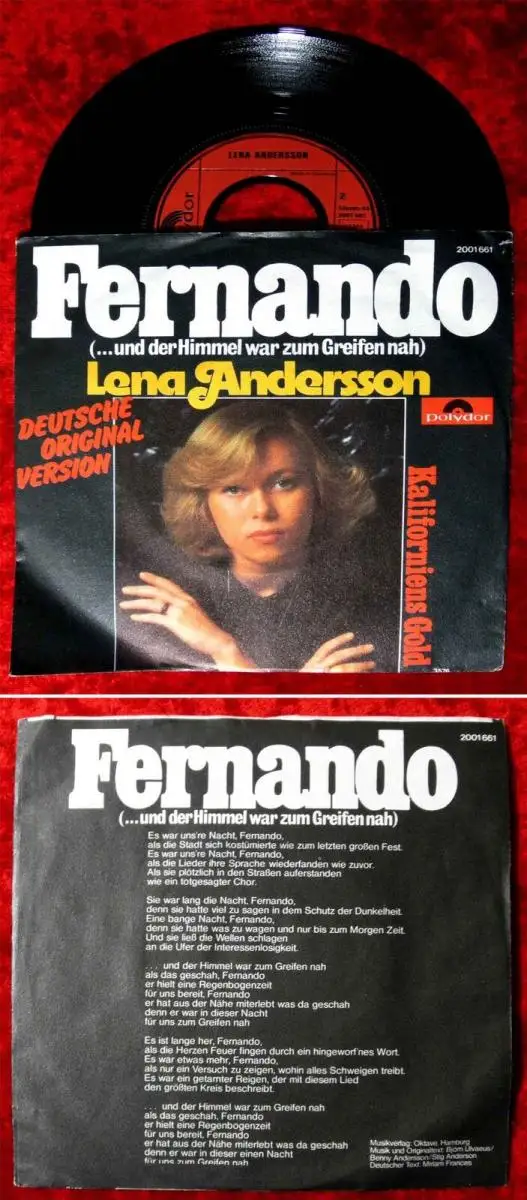 LENA ANDERSSON
polydor
2001 661
2001661
Fernando
(...und der Himmel war zum Greifen nah)
Lena Andersson
DEUTSCHE
ORIGINAL
VERSION
polydor
Kaliforniens Gold
Fernando
2001661
(...und der Himmel war zum Greifen nah)
Es war uns're Nacht, Fernando,
als die Stadt sich kostümierte wie zum letzten großen Fest.
Es war uns're Nacht, Fernando,
als die Lieder ihre Sprache wiederfanden wie zuvor.
Als sie plötzlich in den Straßen auferstanden
wie ein totgesagter Chor.
Sie war lang die Nacht, Fernando,
denn sie hatte viel zu sagen in dem Schutz der Dunkelheit.
Eine bange Nacht, Fernando,
denn sie hatte was zu wagen und nur bis zum Morgen Zeit.
Und sie ließ die Wellen schlagen
an die Ufer der Interessenlosigkeit.
... und der Himmel war zum Greifen nah
als das geschah, Fernando
er hielt eine Regenbogenzeit
für uns bereit, Fernando
er hat aus der Nähe miterlebt was da geschah
denn er war in dieser Nacht
für uns zum Greifen nah
Es ist lange her, Fernando,
als die Herzen Feuer fingen durch ein hingeworf'nes Wort.
Es war etwas mehr, Fernando,
als nur ein Versuch zu zeigen, wohin alles Schweigen treibt.
Es war ein getarnter Reigen, der mit diesem Lied
den größten Kreis beschreibt.
... und der Himmel war zum Greifen nah
als das geschah, Fernando
er hielt eine Regenbogenzeit
für uns bereit, Fernando
er hat aus der Nähe miterlebt was da geschah
denn er war in dieser einen Nacht
für uns zum Greifen nah
Musikverlag: Oktave, Hamburg
Musik und Originaltext: Björn Ulvaeus/
Benny Andersson/Stig Anderson
Deutscher Text: Miriam Frances